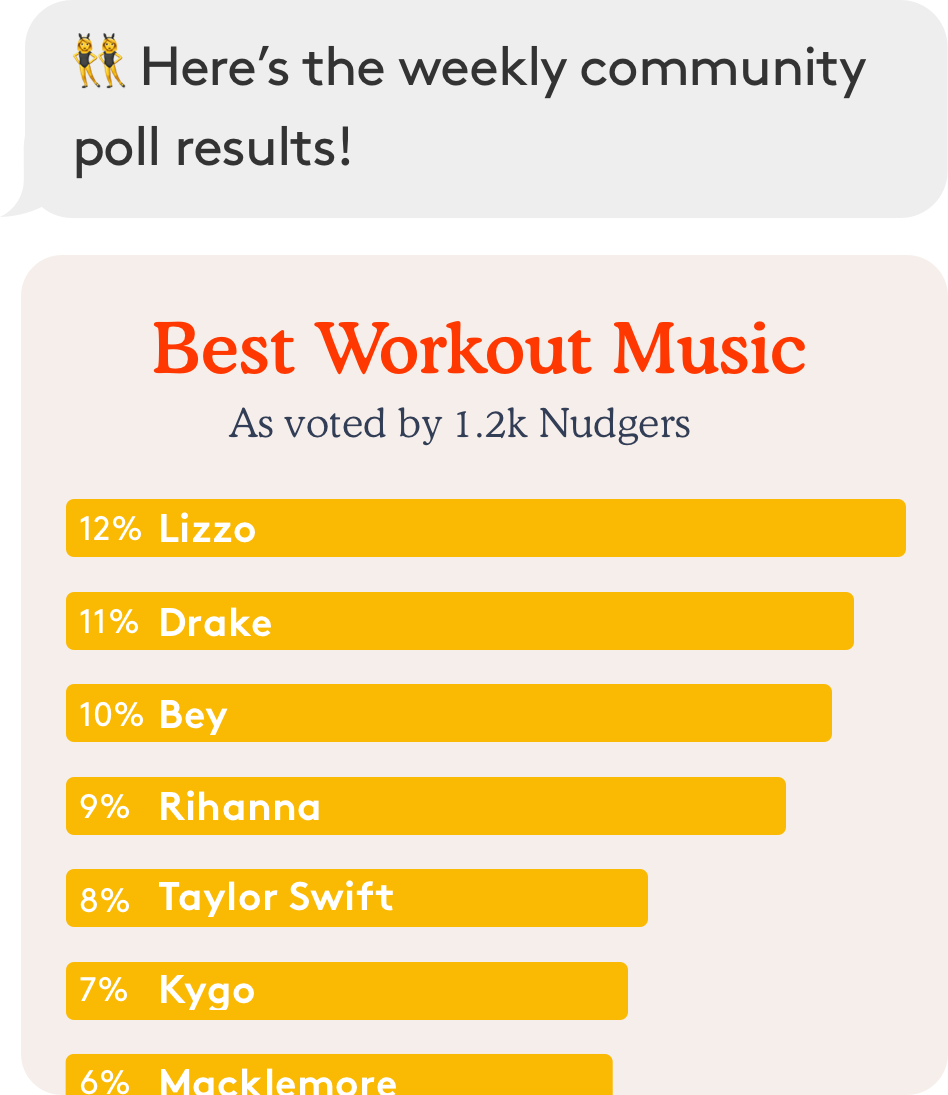 👯 Here’s the weekly community
poll results!
Best Workout Music
As voted by 1.2k Nudgers
12% Lizzo
11% Drake
10% Bey
9% Rihanna
8% Taylor Swift
7% Kygo
6% Macklemore